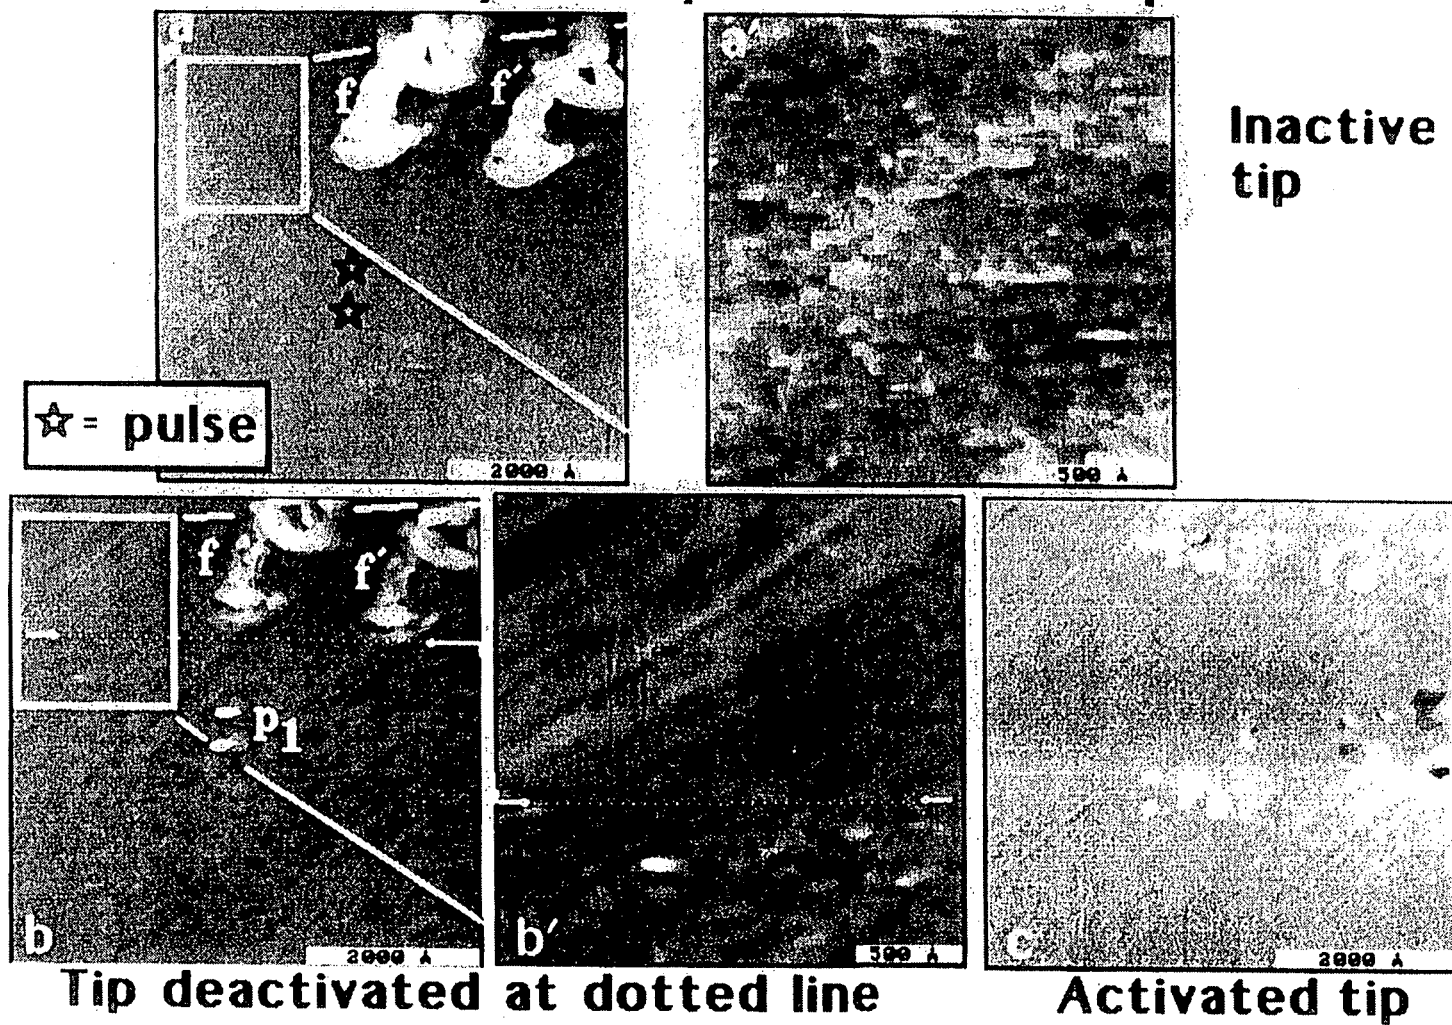 a
f
f´
2000 Å
a´
500 Å
Inactive
tip
☆ = pulse
f
f´
p1
b
2000 Å
b´
500 Å
c
2000 Å
Tip deactivated at dotted line
Activated tip